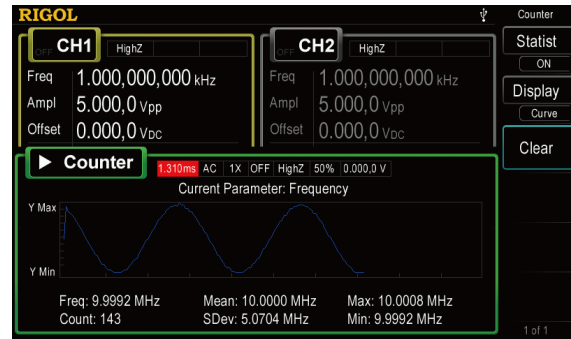 RIGOL
Counter
OFF CH1 HighZ
Freq 1.000,000,000 kHz
Ampl 5.000,0 Vpp
Offset 0.000,0 VDC
OFF CH2 HighZ
Freq 1.000,000,000 kHz
Ampl 5.000,0 Vpp
Offset 0.000,0 VDC
Statist
ON
Display
Curve
Clear
Counter 1.310ms AC 1X OFF HighZ 50% 0.000,0 V
Current Parameter: Frequency
Y Max
Y Min
Freq: 9.9992 MHz Mean: 10.0000 MHz Max: 10.0008 MHz
Count: 143 SDev: 5.0704 MHz Min: 9.9992 MHz
1 of 1